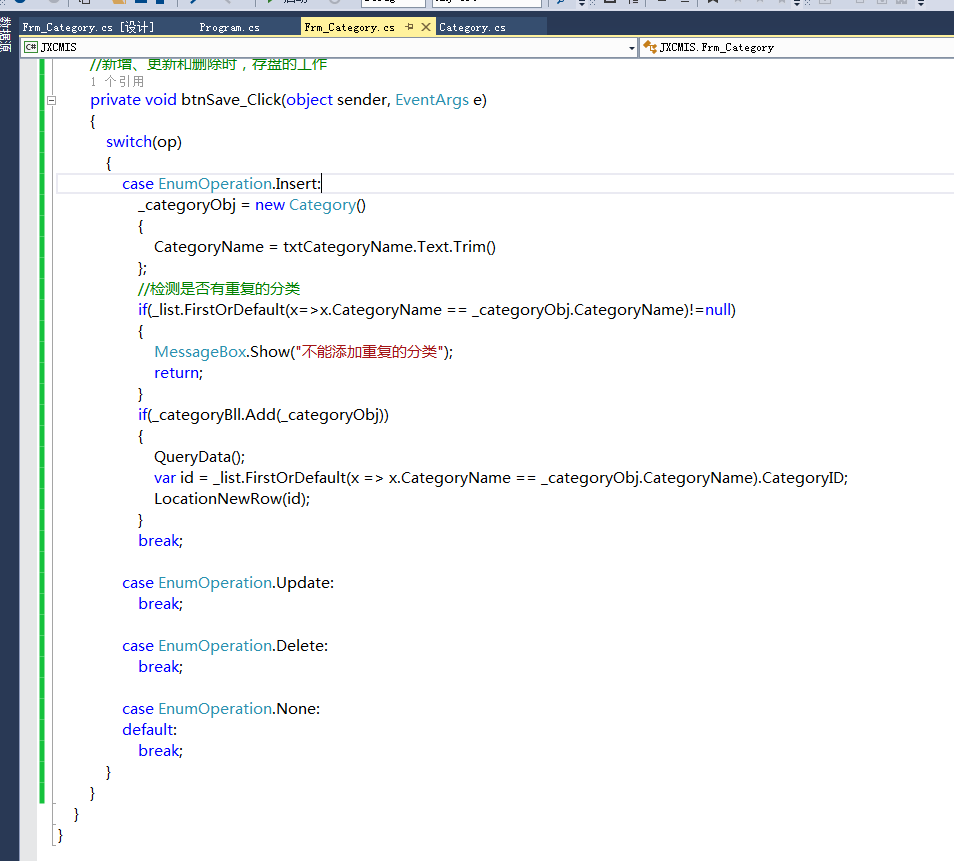 Frm_Category.cs [设计] Program.cs Frm_Category.cs Category.cs
C# JXCMIS JXCMIS.Frm_Category
//新增、更新和删除时，存盘的工作
1 个引用
private void btnSave_Click(object sender, EventArgs e)
{
switch(op)
{
case EnumOperation.Insert:
_categoryObj = new Category()
{
CategoryName = txtCategoryName.Text.Trim()
};
//检测是否有重复的分类
if(_list.FirstOrDefault(x=>x.CategoryName == _categoryObj.CategoryName)!=null)
{
MessageBox.Show("不能添加重复的分类");
return;
}
if(_categoryBll.Add(_categoryObj))
{
QueryData();
var id = _list.FirstOrDefault(x => x.CategoryName == _categoryObj.CategoryName).CategoryID;
LocationNewRow(id);
}
break;
case EnumOperation.Update:
break;
case EnumOperation.Delete:
break;
case EnumOperation.None:
default:
break;
}
}
}
}